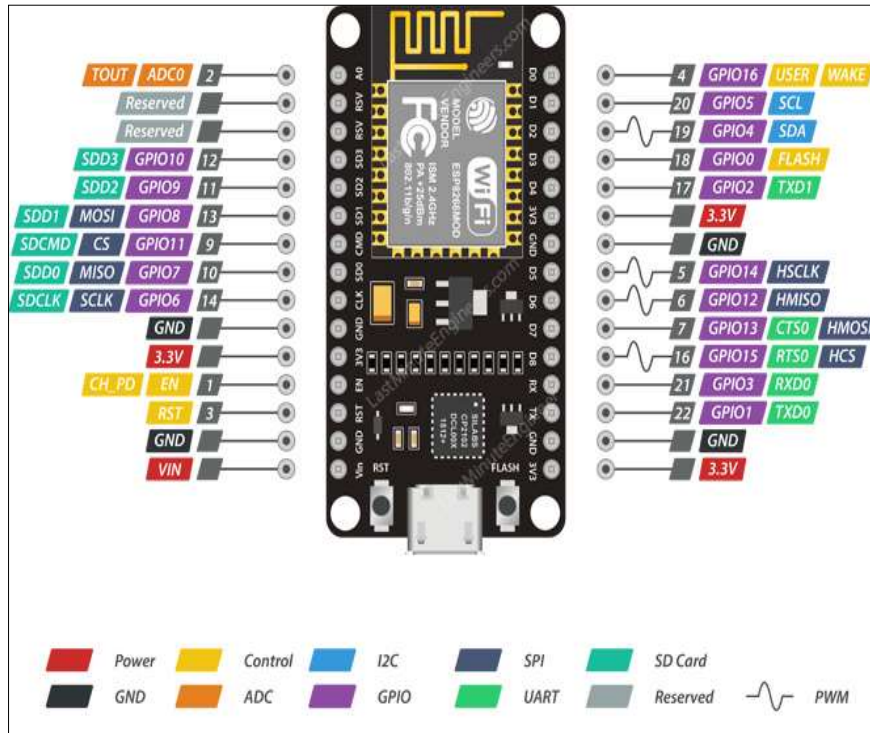 TOUT ADC0 2
Reserved
Reserved
SDD3 GPIO10 12
SDD2 GPIO9 11
SDD1 MOSI GPIO8 13
SDCMD CS GPIO11 9
SDD0 MISO GPIO7 10
SDCLK SCLK GPIO6 14
GND
3.3V
CH_PD EN 1
RST 3
GND
VIN
A0
RSV
RSV
SD3
SD2
SD1
CMD
SD0
CLK
GND
3V3
EN
RST
GND
Vin
MODEL
VENDOR
ESP8266MOD
FC
WiFi
ISM 2.4GHz
PA +25dBm
802.11b/g/n
LastMinuteEngineers.com
SILABS
CP2102
DCL00X
1512+
RST
FLASH
D0
D1
D2
D3
D4
3V3
GND
D5
D6
D7
D8
RX
TX
GND
3V3
4 GPIO16 USER WAKE
20 GPIO5 SCL
19 GPIO4 SDA
18 GPIO0 FLASH
17 GPIO2 TXD1
3.3V
GND
5 GPIO14 HSCLK
6 GPIO12 HMISO
7 GPIO13 CTS0 HMOSI
16 GPIO15 RTS0 HCS
21 GPIO3 RXD0
22 GPIO1 TXD0
GND
3.3V
Power Control I2C SPI SD Card
GND ADC GPIO UART Reserved PWM